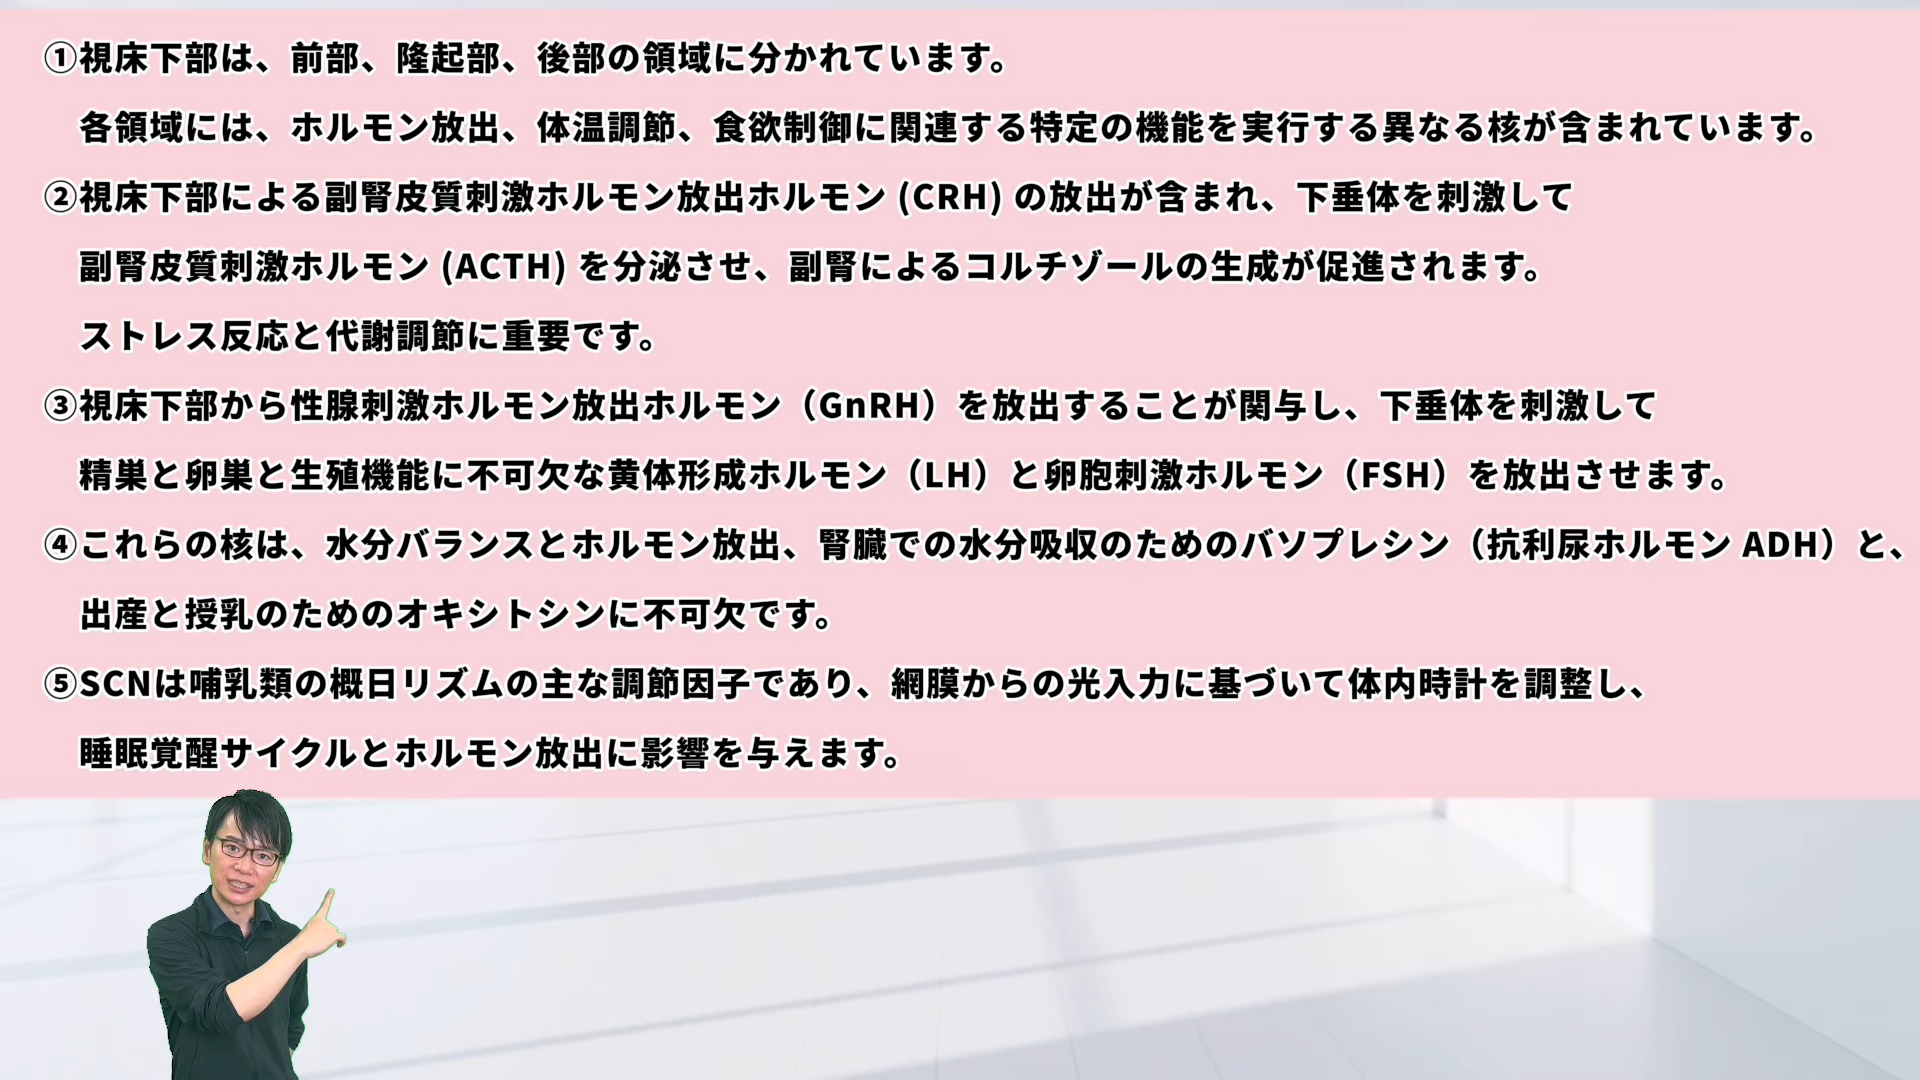 ①視床下部は、前部、隆起部、後部の領域に分かれています。
各領域には、ホルモン放出、体温調節、食欲制御に関連する特定の機能を実行する異なる核が含まれています。
②視床下部による副腎皮質刺激ホルモン放出ホルモン (CRH) の放出が含まれ、下垂体を刺激して
副腎皮質刺激ホルモン (ACTH) を分泌させ、副腎によるコルチゾールの生成が促進されます。
ストレス反応と代謝調節に重要です。
③視床下部から性腺刺激ホルモン放出ホルモン（GnRH）を放出することが関与し、下垂体を刺激して
精巣と卵巣と生殖機能に不可欠な黄体形成ホルモン（LH）と卵胞刺激ホルモン（FSH）を放出させます。
④これらの核は、水分バランスとホルモン放出、腎臓での水分吸収のためのバソプレシン（抗利尿ホルモン ADH）と、
出産と授乳のためのオキシトシンに不可欠です。
⑤SCNは哺乳類の概日リズムの主な調節因子であり、網膜からの光入力に基づいて体内時計を調整し、
睡眠覚醒サイクルとホルモン放出に影響を与えます。